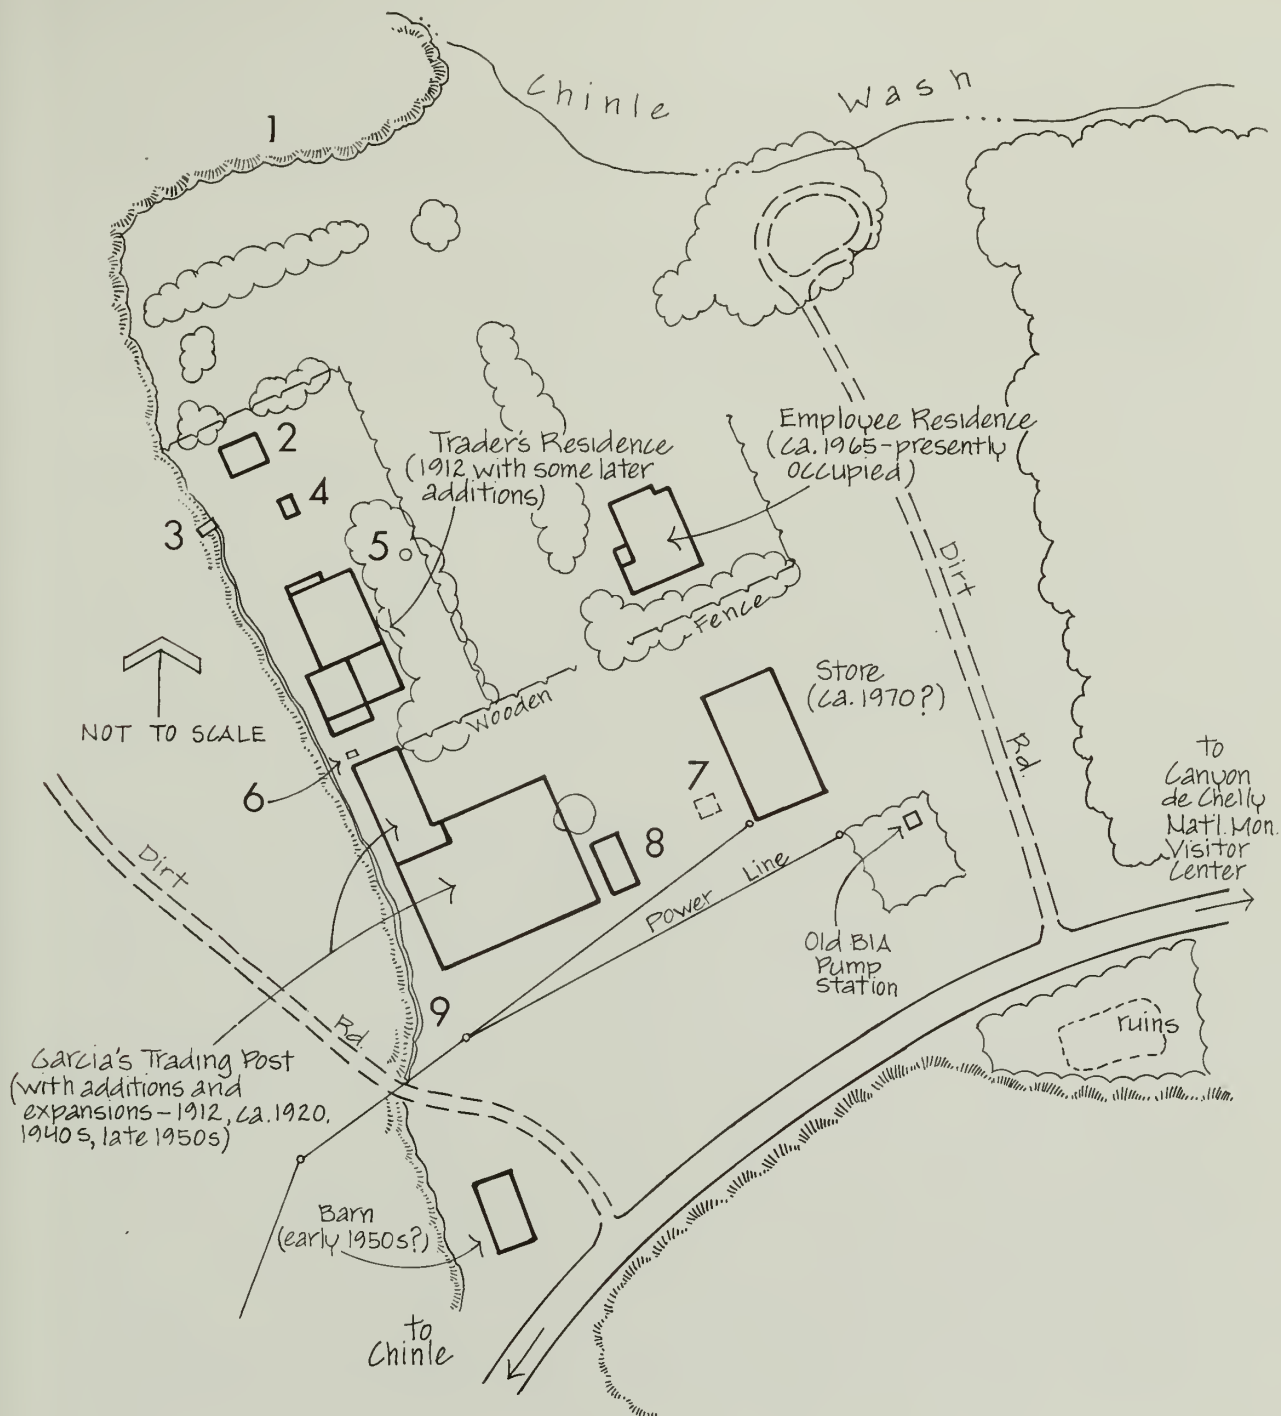 Chinle Wash
1
2
Trader's Residence
(1912 with some later
additions)
Employee Residence
(ca. 1965-presently
occupied)
4
3
5
Dirt
Rd.
Wooden
Fence
Store
(ca. 1970?)
NOT TO SCALE
6
7
8
to
Canyon
de Chelly
Nat'l. Mon.
Visitor
Center
Dirt
Rd.
Power Line
Old BIA
Pump
Station
9
ruins
Garcia's Trading Post
(with additions and
expansions-1912, ca. 1920,
1940s, late 1950s)
Barn
(early 1950s?)
to
Chinle